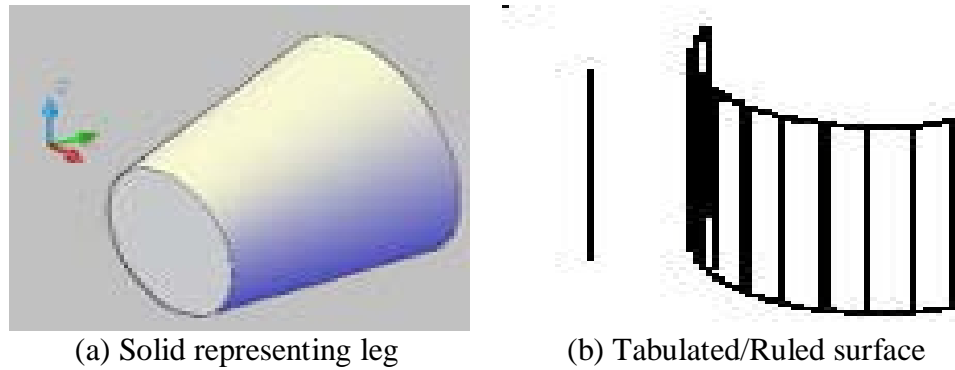 (a) Solid representing leg
(b) Tabulated/Ruled surface